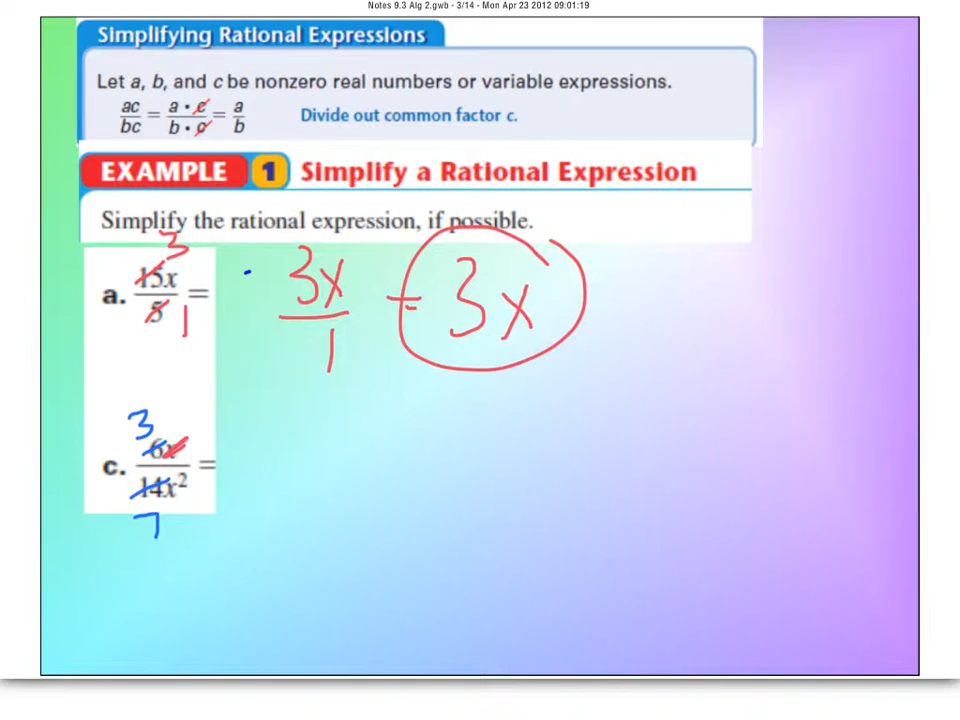 Notes 9.3 Alg 2.gwb - 3/14 - Mon Apr 23 2012 09:01:19
Simplifying Rational Expressions
Let a, b, and c be nonzero real numbers or variable expressions.
ac/bc = a • c/b • c = a/b Divide out common factor c.
EXAMPLE 1 Simplify a Rational Expression
Simplify the rational expression, if possible.
3
a. 15x/5 = 3x/1 = 3x
1
3
c. 6x/14x² =
7